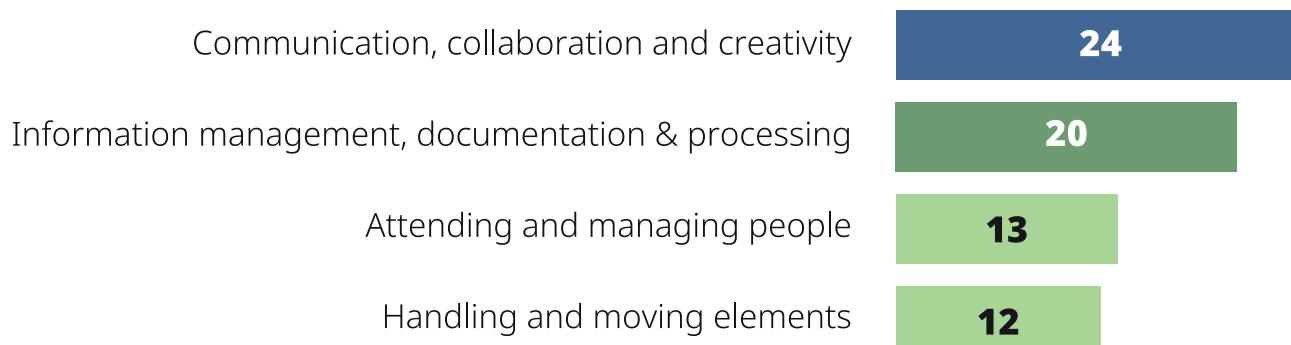 Communication, collaboration and creativity 24
Information management, documentation & processing 20
Attending and managing people 13
Handling and moving elements 12